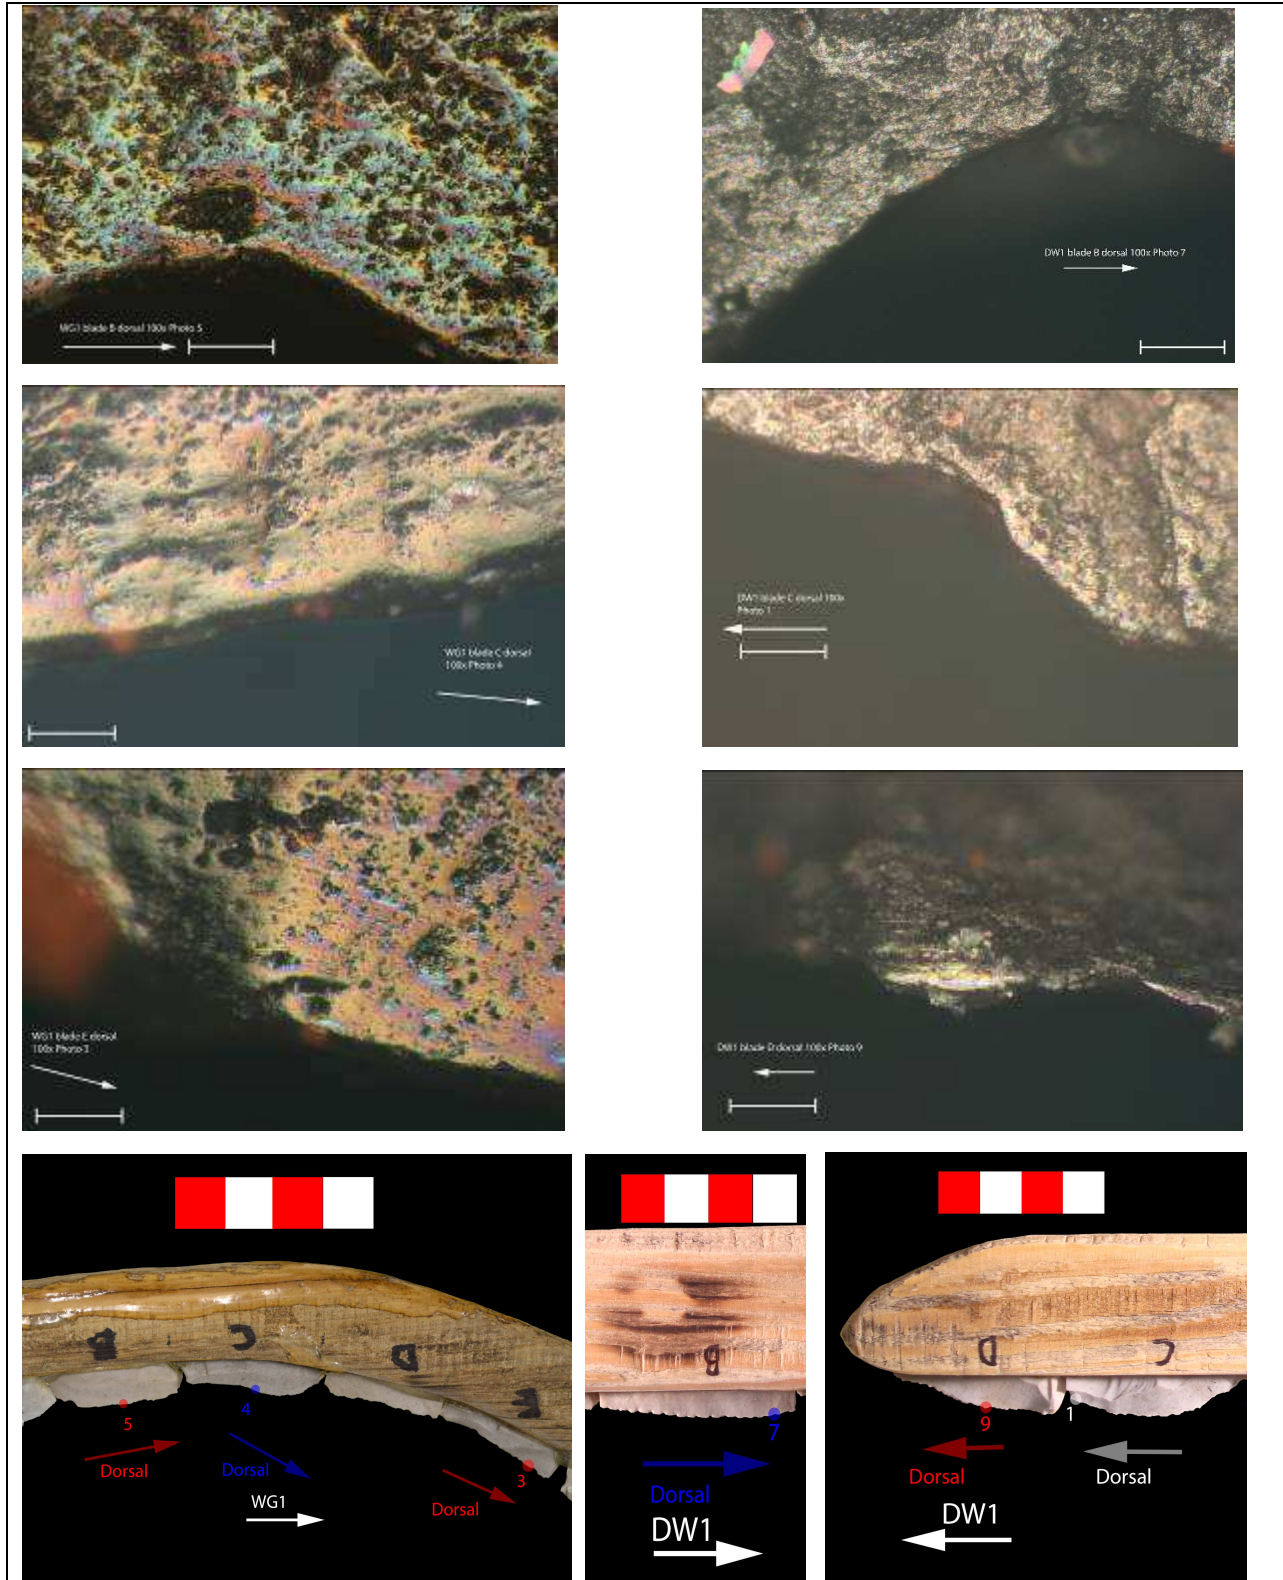 WG1 blade B dorsal 100x Photo 5
DW1 blade B dorsal 100x Photo 7
WG1 blade C dorsal
100x Photo 4
DW1 blade C dorsal 100x
Photo 1
WG1 blade E dorsal
100x Photo 3
DW1 blade D dorsal 100x Photo 9
B
C
D
E
5
4
3
Dorsal
Dorsal
Dorsal
WG1
B
7
Dorsal
DW1
D
C
9
1
Dorsal
Dorsal
DW1